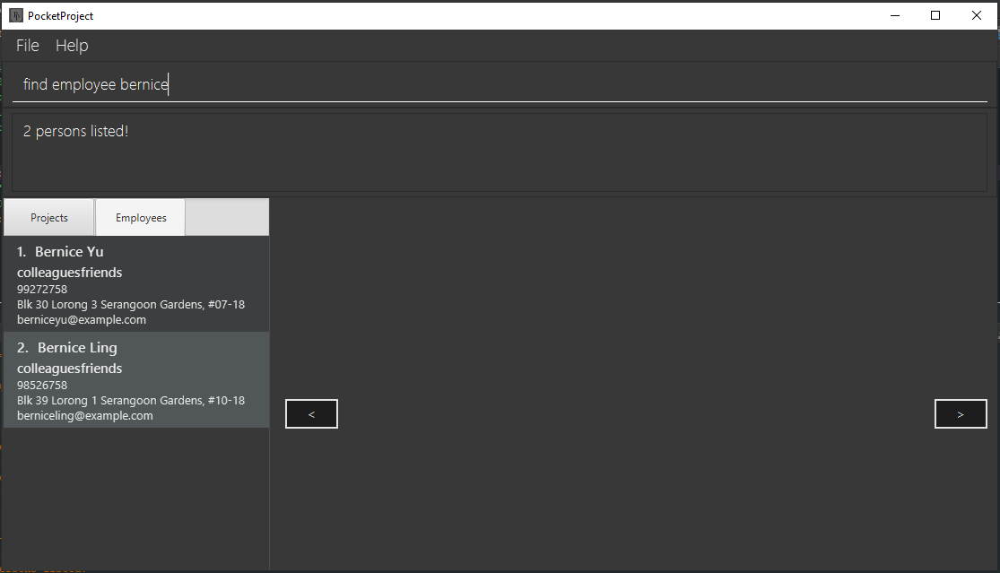 PocketProject
File Help
find employee bernice
2 persons listed!
Projects Employees
1. Bernice Yu
colleaguesfriends
99272758
Blk 30 Lorong 3 Serangoon Gardens, #07-18
berniceyu@example.com
2. Bernice Ling
colleaguesfriends
98526758
Blk 39 Lorong 1 Serangoon Gardens, #10-18
berniceling@example.com
< >